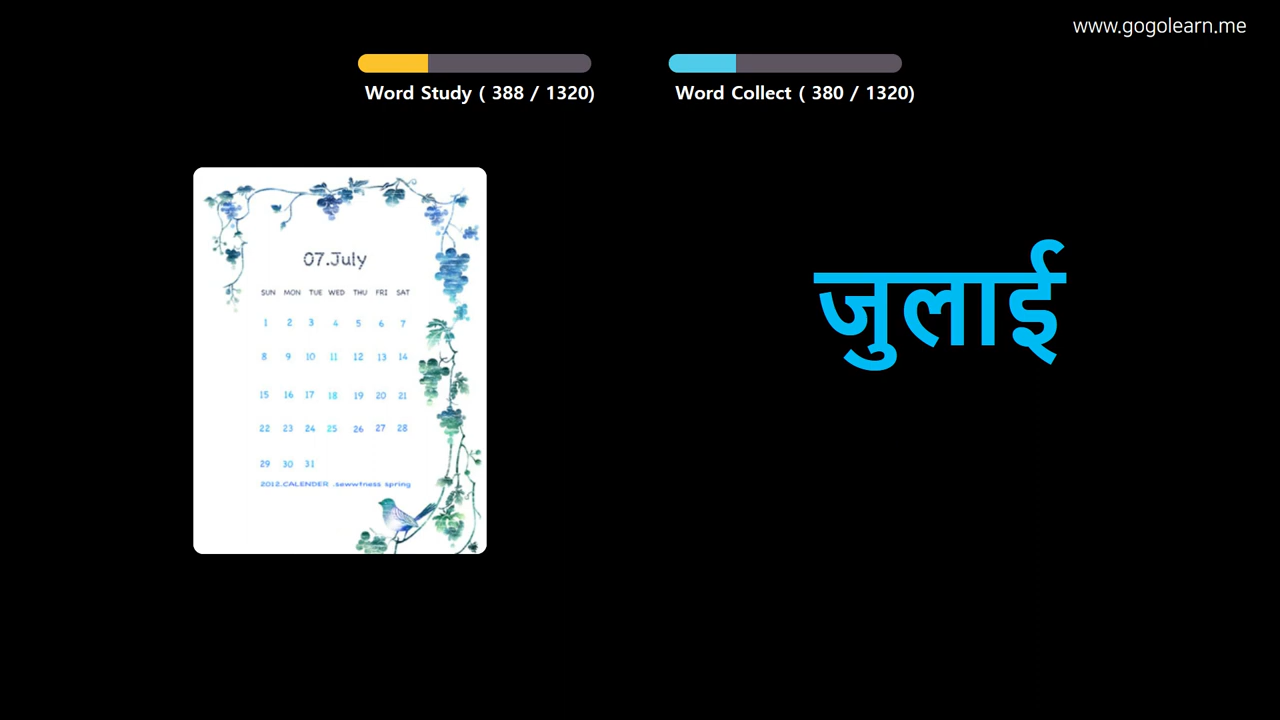 www.gogolearn.me
Word Study ( 388 / 1320)
Word Collect ( 380 / 1320)
07.July
SUN MON TUE WED THU FRI SAT
1 2 3 4 5 6 7
8 9 10 11 12 13 14
15 16 17 18 19 20 21
22 23 24 25 26 27 28
29 30 31
2012.CALENDER .sewwtness spring
जुलाई